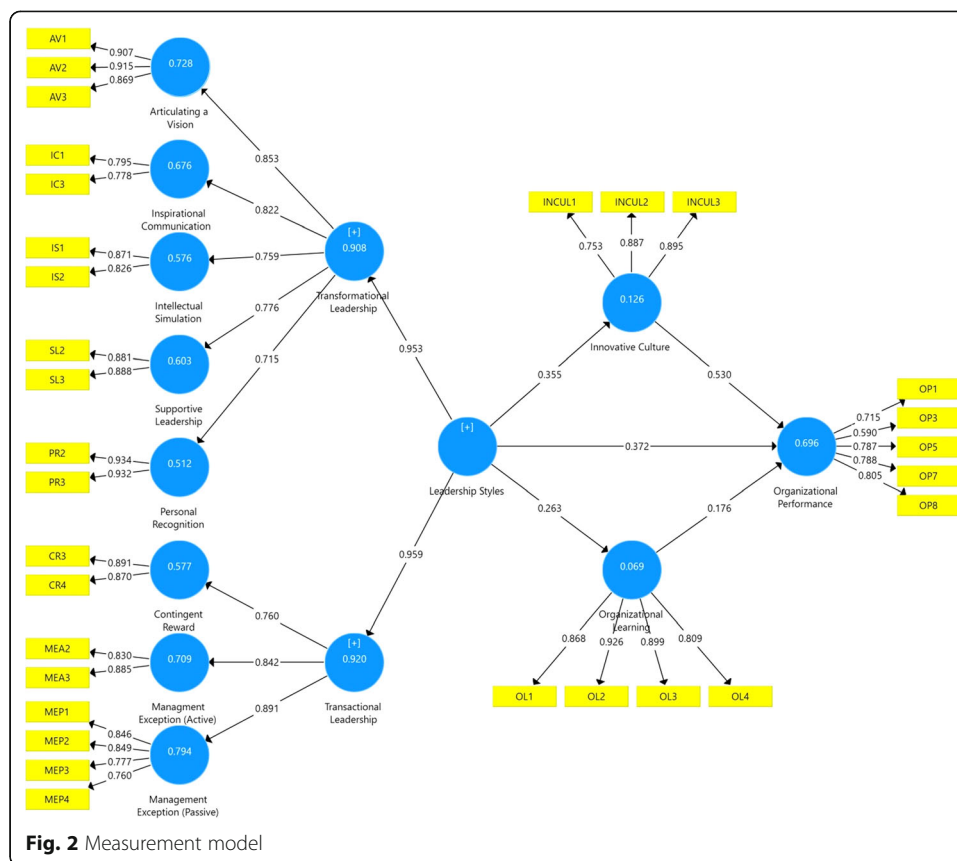 AV1
0.907
AV2
0.915
AV3
0.869
0.728
Articulating a
Vision
0.853
IC1
0.795
IC3
0.778
0.676
Inspirational
Communication
0.822
IS1
0.871
IS2
0.826
0.576
Intellectual
Simulation
0.759
SL2
0.881
SL3
0.888
0.603
Supportive
Leadership
0.776
PR2
0.934
PR3
0.932
0.512
Personal
Recognition
0.715
[+]
0.908
Transformational
Leadership
0.953
CR3
0.891
CR4
0.870
0.577
Contingent
Reward
0.760
MEA2
0.830
MEA3
0.885
0.709
Managment
Exception (Active)
0.842
MEP1
0.846
MEP2
0.849
MEP3
0.777
MEP4
0.760
0.794
Management
Exception (Passive)
0.891
[+]
0.920
Transactional
Leadership
0.959
[+]
Leadership Styles
0.355
0.372
0.263
INCUL1
INCUL2
INCUL3
0.753
0.887
0.895
0.126
Innovative Culture
0.530
0.069
Organizational
Learning
0.176
0.868
0.926
0.899
0.809
OL1
OL2
OL3
OL4
0.696
Organizational
Performance
OP1
0.715
OP3
0.590
OP5
0.787
OP7
0.788
OP8
0.805
Fig. 2 Measurement model